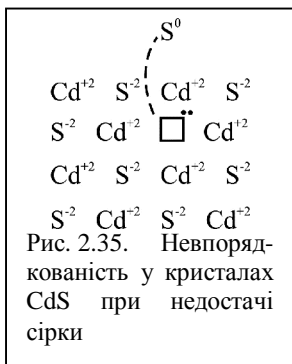 S⁰
Cd⁺² S⁻² Cd⁺² S⁻²
S⁻² Cd⁺² □ Cd⁺²
Cd⁺² S⁻² Cd⁺² S⁻²
S⁻² Cd⁺² S⁻² Cd⁺²
Рис. 2.35. Невпоряд-
кованість у кристалах
CdS при недостачі
сірки